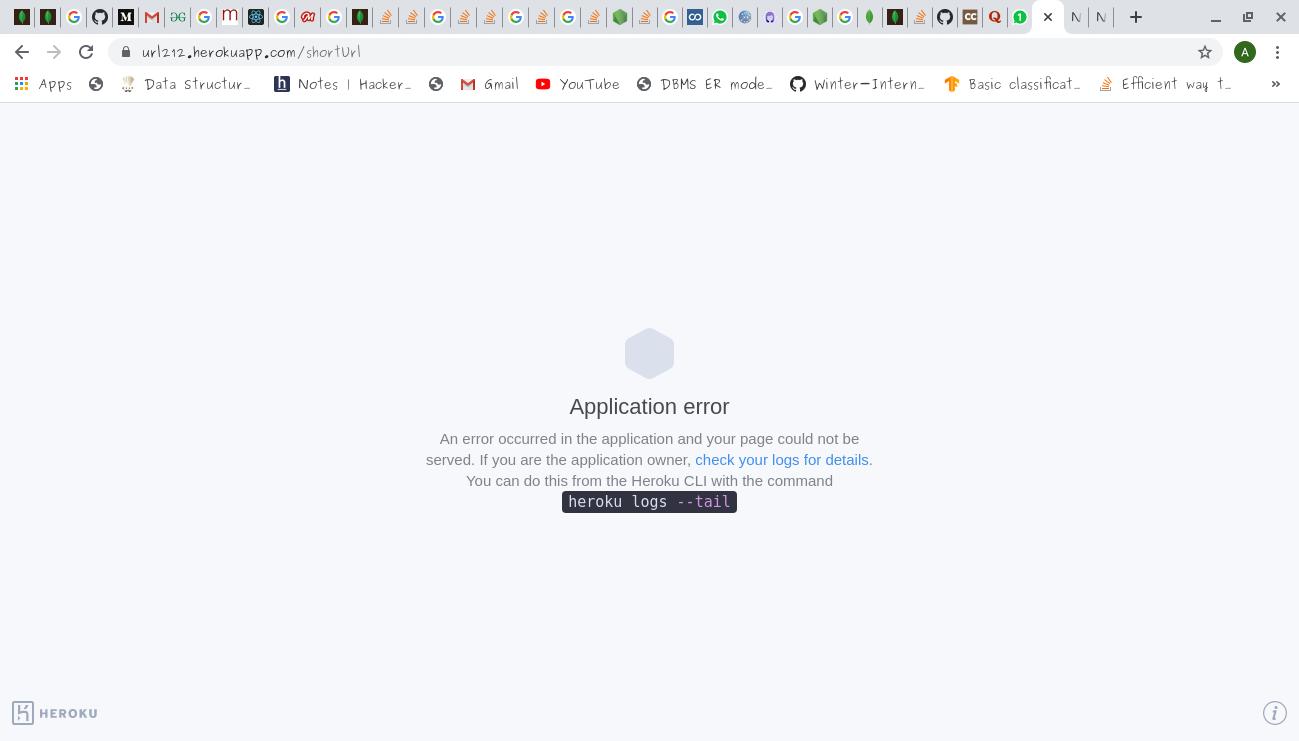 url212.herokuapp.com/shortUrl
A
Apps
Data Structur...
Notes | Hacker...
Gmail
YouTube
DBMS ER mode...
Winter-Intern...
Basic classificat...
Efficient way t...
»
Application error
An error occurred in the application and your page could not be
served. If you are the application owner, check your logs for details.
You can do this from the Heroku CLI with the command
heroku logs --tail
HEROKU